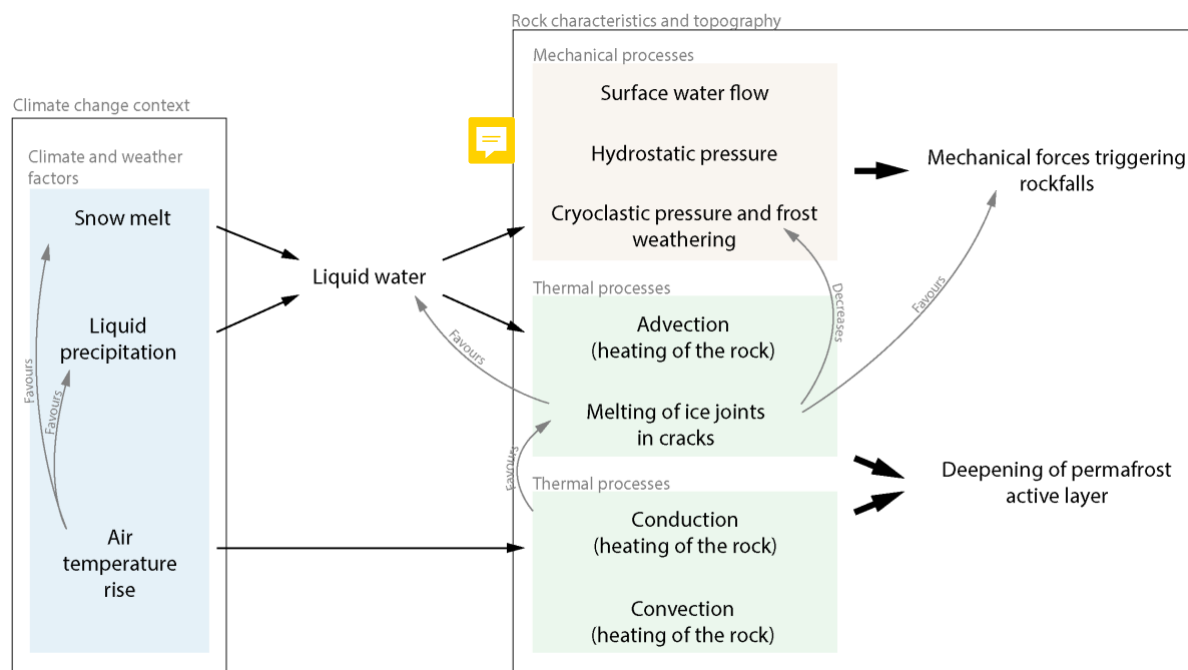 Rock characteristics and topography
Mechanical processes
Surface water flow
Climate change context
Hydrostatic pressure
Climate and weather
factors
Mechanical forces triggering
rockfalls
Snow melt
Cryoclastic pressure and frost
weathering
Liquid water
Thermal processes
Decreases
Favours
Liquid
precipitation
Advection
(heating of the rock)
Favours
Favours
Favours
Melting of ice joints
in cracks
Favours
Thermal processes
Deepening of permafrost
active layer
Air
temperature
rise
Conduction
(heating of the rock)
Convection
(heating of the rock)